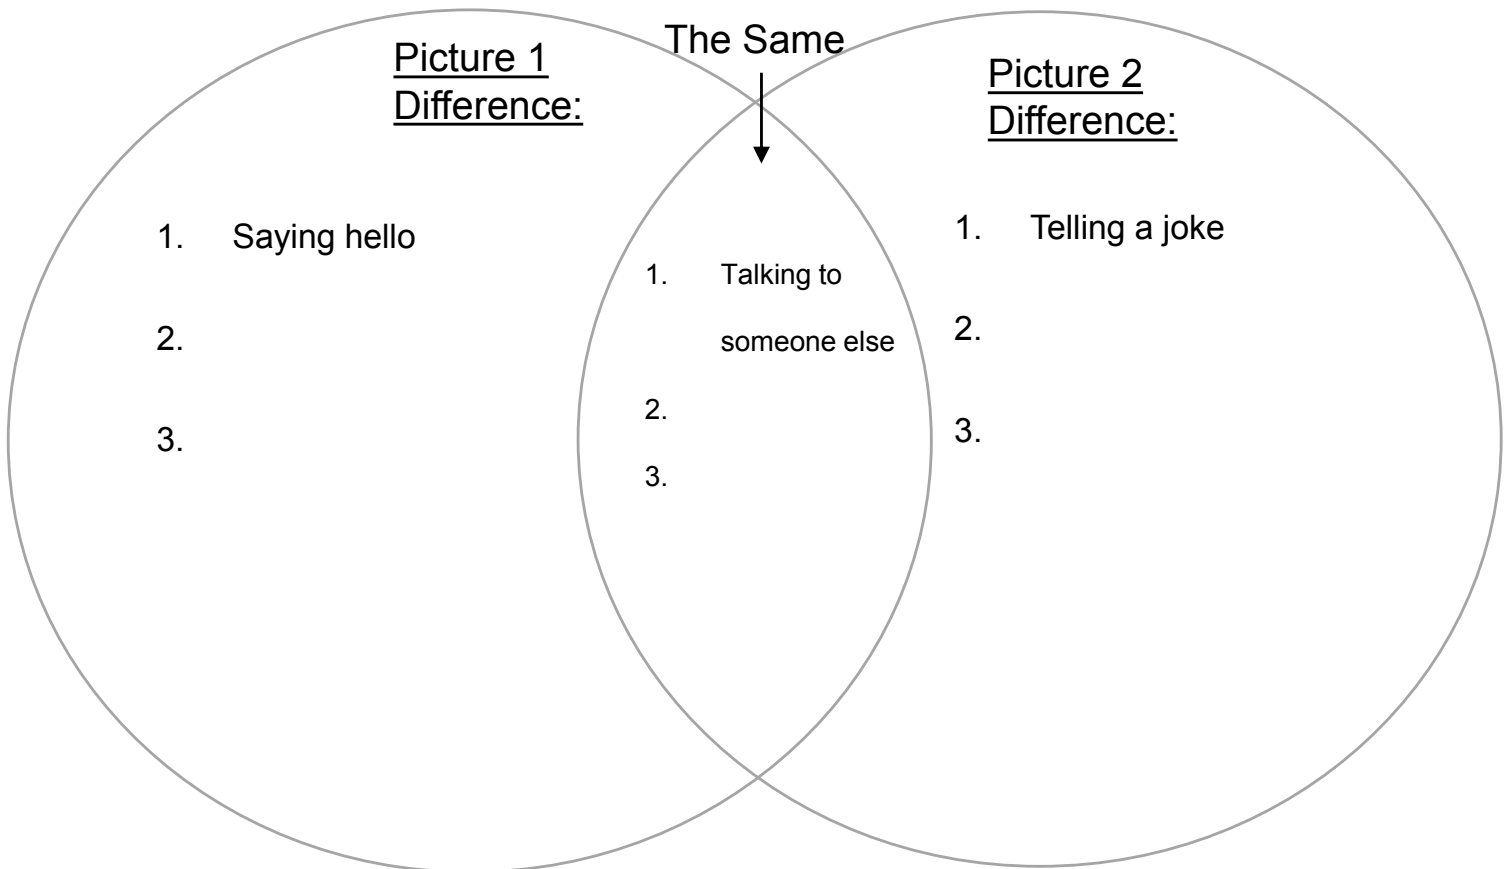 The Same
Picture 1
Difference:
1. Saying hello
2.
3.
1. Talking to
someone else
2.
3.
Picture 2
Difference:
1. Telling a joke
2.
3.